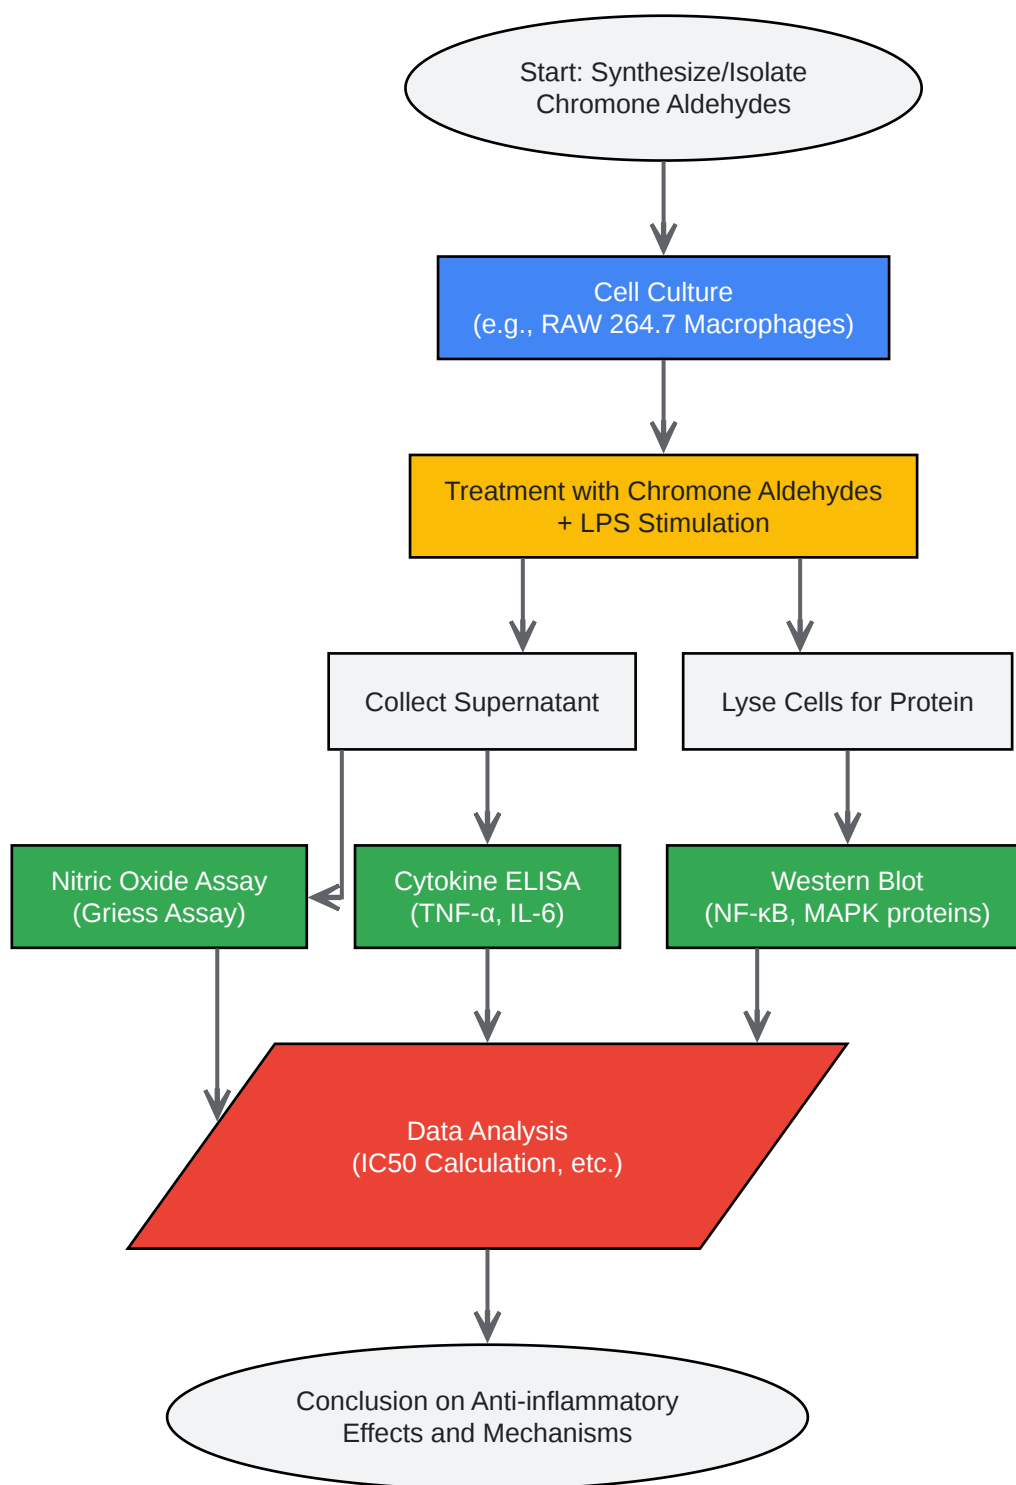 Start: Synthesize/Isolate
Chromone Aldehydes
Cell Culture
(e.g., RAW 264.7 Macrophages)
Treatment with Chromone Aldehydes
+ LPS Stimulation
Collect Supernatant
Lyse Cells for Protein
Nitric Oxide Assay
(Griess Assay)
Cytokine ELISA
(TNF-α, IL-6)
Western Blot
(NF-κB, MAPK proteins)
Data Analysis
(IC50 Calculation, etc.)
Conclusion on Anti-inflammatory
Effects and Mechanisms